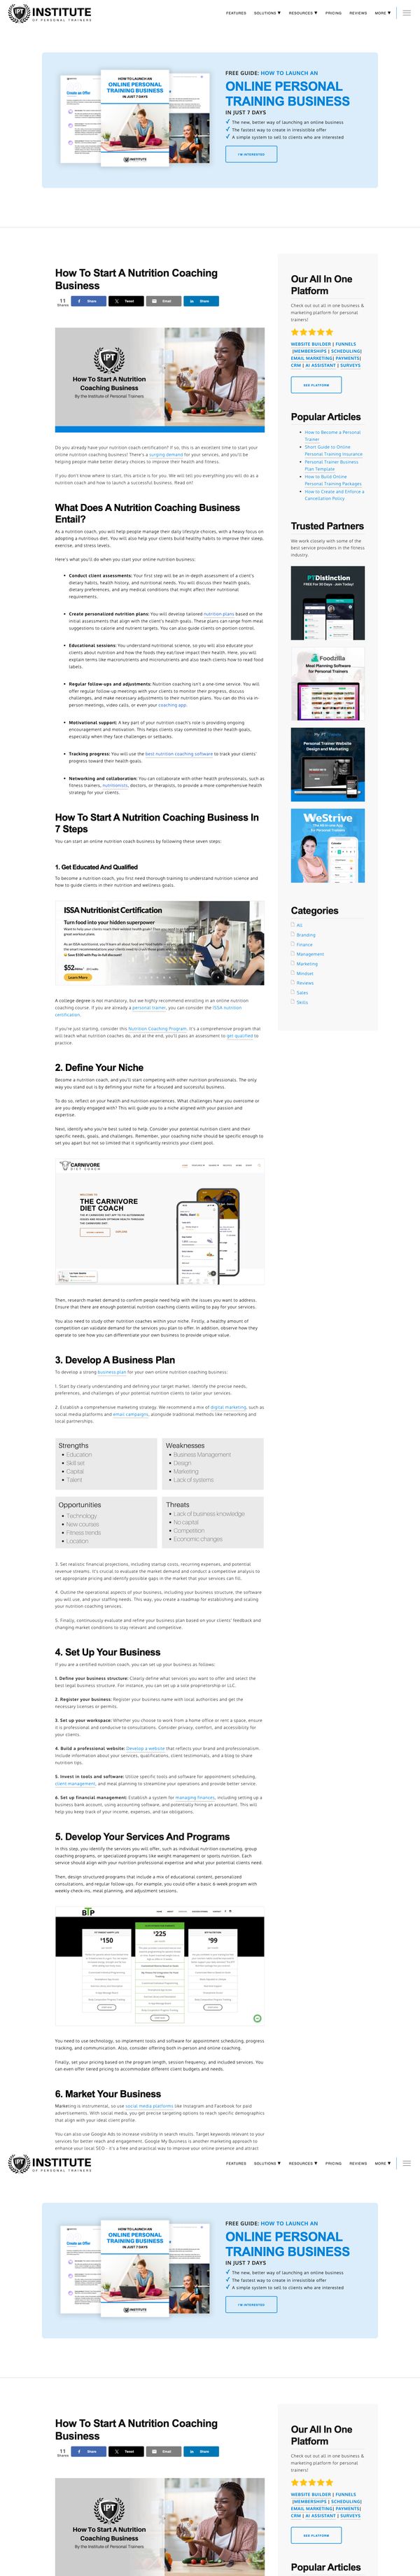 INSTITUTE
OF PERSONAL TRAINERS
FEATURES SOLUTIONS ▼ RESOURCES ▼ PRICING REVIEWS MORE ▼
FREE GUIDE: HOW TO LAUNCH AN
ONLINE PERSONAL
TRAINING BUSINESS
IN JUST 7 DAYS
✓ The new, better way of launching an online business
✓ The fastest way to create in irresistible offer
✓ A simple system to sell to clients who are interested
I'M INTERESTED
How To Start A Nutrition Coaching
Business
11
Shares
Share
Tweet
Email
Share
IPT
How To Start A Nutrition
Coaching Business
By the Institute of Personal Trainers
Do you already have your nutrition coach certification? If so, this is an excellent time to start your
nutrition coaching business! There's a surging demand for your services, and you'll be
helping people make better dietary choices to improve their health and fitness.
If you don't know where to start, this article is for you. We will tell you everything about starting a
nutrition coaching business. Ready to find out how it's done?
What Does A Nutrition Coaching Business
Entail?
As a nutrition coach, you will help people manage their daily lifestyle choices, with a heavy focus on
adopting a nutritious diet. You will also help your clients build healthy habits to improve their sleep,
exercise, and stress levels.
Here's what you'll do when you start your online nutrition business:
• Conduct client assessments: Your first step will be an in-depth assessment of a client's
dietary habits, health history, and nutritional needs. You will discuss their health goals,
dietary preferences, and any medical conditions that might affect their nutritional
requirements.
• Create personalized nutrition plans: You will develop tailored nutrition plans based on the
initial assessments that align with the client's health goals. These plans can range from meal
suggestions to specific macronutrient targets. You can also guide clients on portion control.
• Educational sessions: You understand nutritional science, so you will also educate your
clients about nutrition and how the foods they eat/avoid impact their health. Here, you will
explain terms like macronutrients and micronutrients and also teach clients how to read food
labels.
• Regular follow-ups and adjustments: Nutrition coaching isn't a one-time service. You will
offer regular follow-up meetings with your clients to monitor their progress, discuss
challenges, and make necessary adjustments to their nutrition plans. You can do this via in-
person meetings, video calls, or even your coaching app.
• Motivational support: A key part of your nutrition coach's role is providing ongoing
encouragement and motivation. This helps clients stay committed to their health goals,
especially when they face challenges or setbacks.
• Tracking progress: You will use the best nutrition coaching software to track your clients'
progress toward their health goals.
• Networking and collaboration: You can collaborate with other health professionals, such as
fitness trainers, nutritionists, doctors, or therapists, to provide a more comprehensive health
strategy for your clients.
How To Start A Nutrition Coaching Business In
7 Steps
You can start an online nutrition coach business by following these seven steps:
1. Get Educated And Qualified
To become a nutrition coach, you first need thorough training to understand nutrition science and
how to guide clients in their nutrition and wellness goals.
ISSA Nutritionist Certification
Turn food into your hidden superpower
$52
Learn More
A college degree is not mandatory, but we highly recommend enrolling in an online nutrition
coaching course. If you are already a personal trainer, you can consider the ISSA nutrition
certification.
If you're just starting, consider this Nutrition Coaching Program. It's a comprehensive program that
will teach what nutrition coaches do, and at the end, you'll pass an assessment to get qualified to
practice.
2. Define Your Niche
Become a nutrition coach, and you'll start competing with other nutrition professionals. The only
way you stand out is by defining your niche for a focused and successful business.
To do so, reflect on your health and nutrition experiences. What challenges have you overcome or
are you deeply engaged with? This will guide you to a niche aligned with your passion and
expertise.
Next, identify who you're best suited to help. Consider your potential nutrition client and their
specific needs, goals, and challenges. Remember, your coaching niche should be specific enough to
set you apart but not so limited that it significantly restricts your client pool.
CARNIVORE
DIET COACH
THE CARNIVORE
DIET COACH
Then, research market demand to confirm people need help with the issues you want to address.
Ensure that there are enough potential nutrition coaching clients willing to pay for your services.
You also need to study other nutrition coaches within your niche. Firstly, a healthy amount of
competition can validate demand for the services you plan to offer. In addition, observe how they
operate to see how you can differentiate your own business to provide unique value.
3. Develop A Business Plan
To develop a strong business plan for your own online nutrition coaching business:
1. Start by clearly understanding and defining your target market. Identify the precise needs,
preferences, and challenges of your potential nutrition clients to tailor your services.
2. Establish a comprehensive marketing strategy. We recommend a mix of digital marketing, such as
social media platforms and email campaigns, alongside traditional methods like networking and
local partnerships.
Strengths
• Education
• Skill set
• Capital
• Talent
Weaknesses
• Business Management
• Design
• Marketing
• Lack of systems
Opportunities
• Technology
• New courses
• Fitness trends
• Location
Threats
• Lack of business knowledge
• No capital
• Competition
• Economic changes
3. Set realistic financial projections, including startup costs, recurring expenses, and potential
revenue streams. It's crucial to evaluate the market demand and conduct a competitive analysis to
set appropriate pricing and identify possible gaps in the market that your services can fill.
4. Outline the operational aspects of your business, including your business structure, the software
you will use, and your staffing needs. This way, you create a roadmap for establishing and scaling
your nutrition coaching services.
5. Finally, continuously evaluate and refine your business plan based on your clients' feedback and
changing market conditions to stay relevant and competitive.
4. Set Up Your Business
If you are a certified nutrition coach, you can set up your business as follows:
1. Define your business structure: Clearly define what services you want to offer and select the
best legal business structure. For instance, you can set up a sole proprietorship or LLC.
2. Register your business: Register your business name with local authorities and get the
necessary licenses or permits.
3. Set up your workspace: Whether you choose to work from a home office or rent a space, ensure
it is professional and conducive to consultations. Consider privacy, comfort, and accessibility for
your clients.
4. Build a professional website: Develop a website that reflects your brand and professionalism.
Include information about your services, qualifications, client testimonials, and a blog to share
nutrition tips.
5. Invest in tools and software: Utilize specific tools and software for appointment scheduling,
client management, and meal planning to streamline your operations and provide better service.
6. Set up financial management: Establish a system for managing finances, including setting up a
business bank account, using accounting software, and potentially hiring an accountant. This will
help you keep track of your income, expenses, and tax obligations.
5. Develop Your Services And Programs
In this step, you identify the services you will offer, such as individual nutrition counseling, group
coaching programs, or specialized areas like weight management or sports nutrition. Each
service should align with your nutrition people expertise and what your potential clients need.
Then, design structured programs that include a mix of educational content, personalized
consultations, and regular follow-ups. For example, you could offer a basic 6-week program with
weekly check-ins, meal planning, and adjustment sessions.
BTP
$150
$225
$99
You need to use technology, so implement tools and software for appointment scheduling, progress
tracking, and communication. Also, consider offering both in-person and online coaching.
Finally, set your pricing based on the program length, session frequency, and included services. You
can even offer tiered pricing to accommodate different client budgets and needs.
6. Market Your Business
Marketing is instrumental, so use social media platforms like Instagram and Facebook for paid
advertisements. With social media, you get precise targeting options to reach specific demographics
that align with your ideal client profile.
You can also use Google Ads to increase visibility in search results. Target keywords relevant to your
services for better reach and engagement. Google My Business is another marketing approach to
enhance your local SEO - it's a free and practical way to improve your online presence and attract
Our All In One
Platform
Check out our all in one business &
marketing platform for personal
trainers!
WEBSITE BUILDER | FUNNELS
|MEMBERSHIPS | SCHEDULING|
EMAIL MARKETING| PAYMENTS|
CRM | AI ASSISTANT | SURVEYS
SEE PLATFORM
Popular Articles
• How to Become a Personal
Trainer
• Short Guide to Online
Personal Training Insurance
• Personal Trainer Business
Plan Template
• How to Build Online
Personal Training Packages
• How to Create and Enforce a
Cancellation Policy
Trusted Partners
We work closely with some of the
best service providers in the fitness
industry.
PTDistinction
FREE For 30 Days - Join Today!
Foodzilla
Meal Planning Software
for Personal Trainers
My PT Website
Personal Trainer Website
Design and Marketing
WeStrive
Categories
All
Branding
Finance
Management
Marketing
Mindset
Reviews
Sales
Skills
INSTITUTE
OF PERSONAL TRAINERS
FEATURES SOLUTIONS ▼ RESOURCES ▼ PRICING REVIEWS MORE ▼
FREE GUIDE: HOW TO LAUNCH AN
ONLINE PERSONAL
TRAINING BUSINESS
IN JUST 7 DAYS
✓ The new, better way of launching an online business
✓ The fastest way to create in irresistible offer
✓ A simple system to sell to clients who are interested
I'M INTERESTED
How To Start A Nutrition Coaching
Business
11
Shares
Share
Tweet
Email
Share
IPT
How To Start A Nutrition
Coaching Business
By the Institute of Personal Trainers
Our All In One
Platform
Check out our all in one business &
marketing platform for personal
trainers!
WEBSITE BUILDER | FUNNELS
|MEMBERSHIPS | SCHEDULING|
EMAIL MARKETING| PAYMENTS|
CRM | AI ASSISTANT | SURVEYS
SEE PLATFORM
Popular Articles